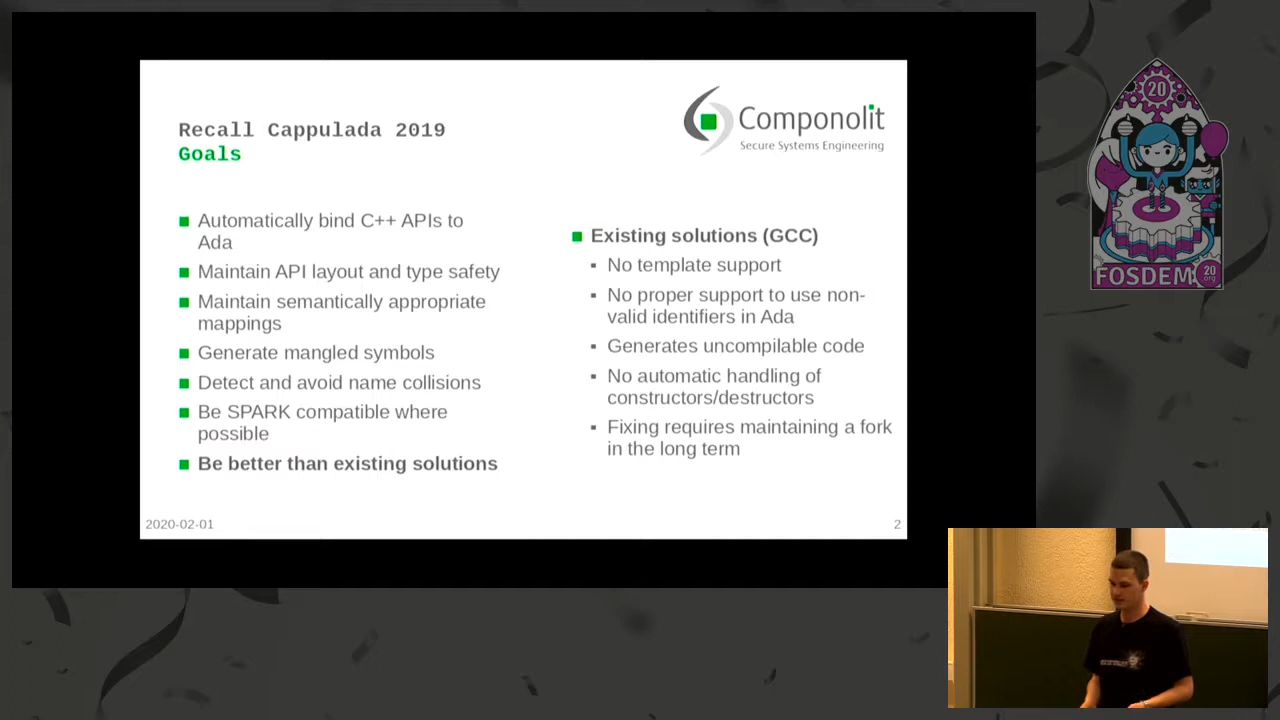 Recall Cappulada 2019
Goals
Componolit
Secure Systems Engineering
Automatically bind C++ APIs to
Ada
Maintain API layout and type safety
Maintain semantically appropriate
mappings
Generate mangled symbols
Detect and avoid name collisions
Be SPARK compatible where
possible
Be better than existing solutions
Existing solutions (GCC)
No template support
No proper support to use non-
valid identifiers in Ada
Generates uncompilable code
No automatic handling of
constructors/destructors
Fixing requires maintaining a fork
in the long term
2020-02-01
2
20
FOSDEM
20
.org